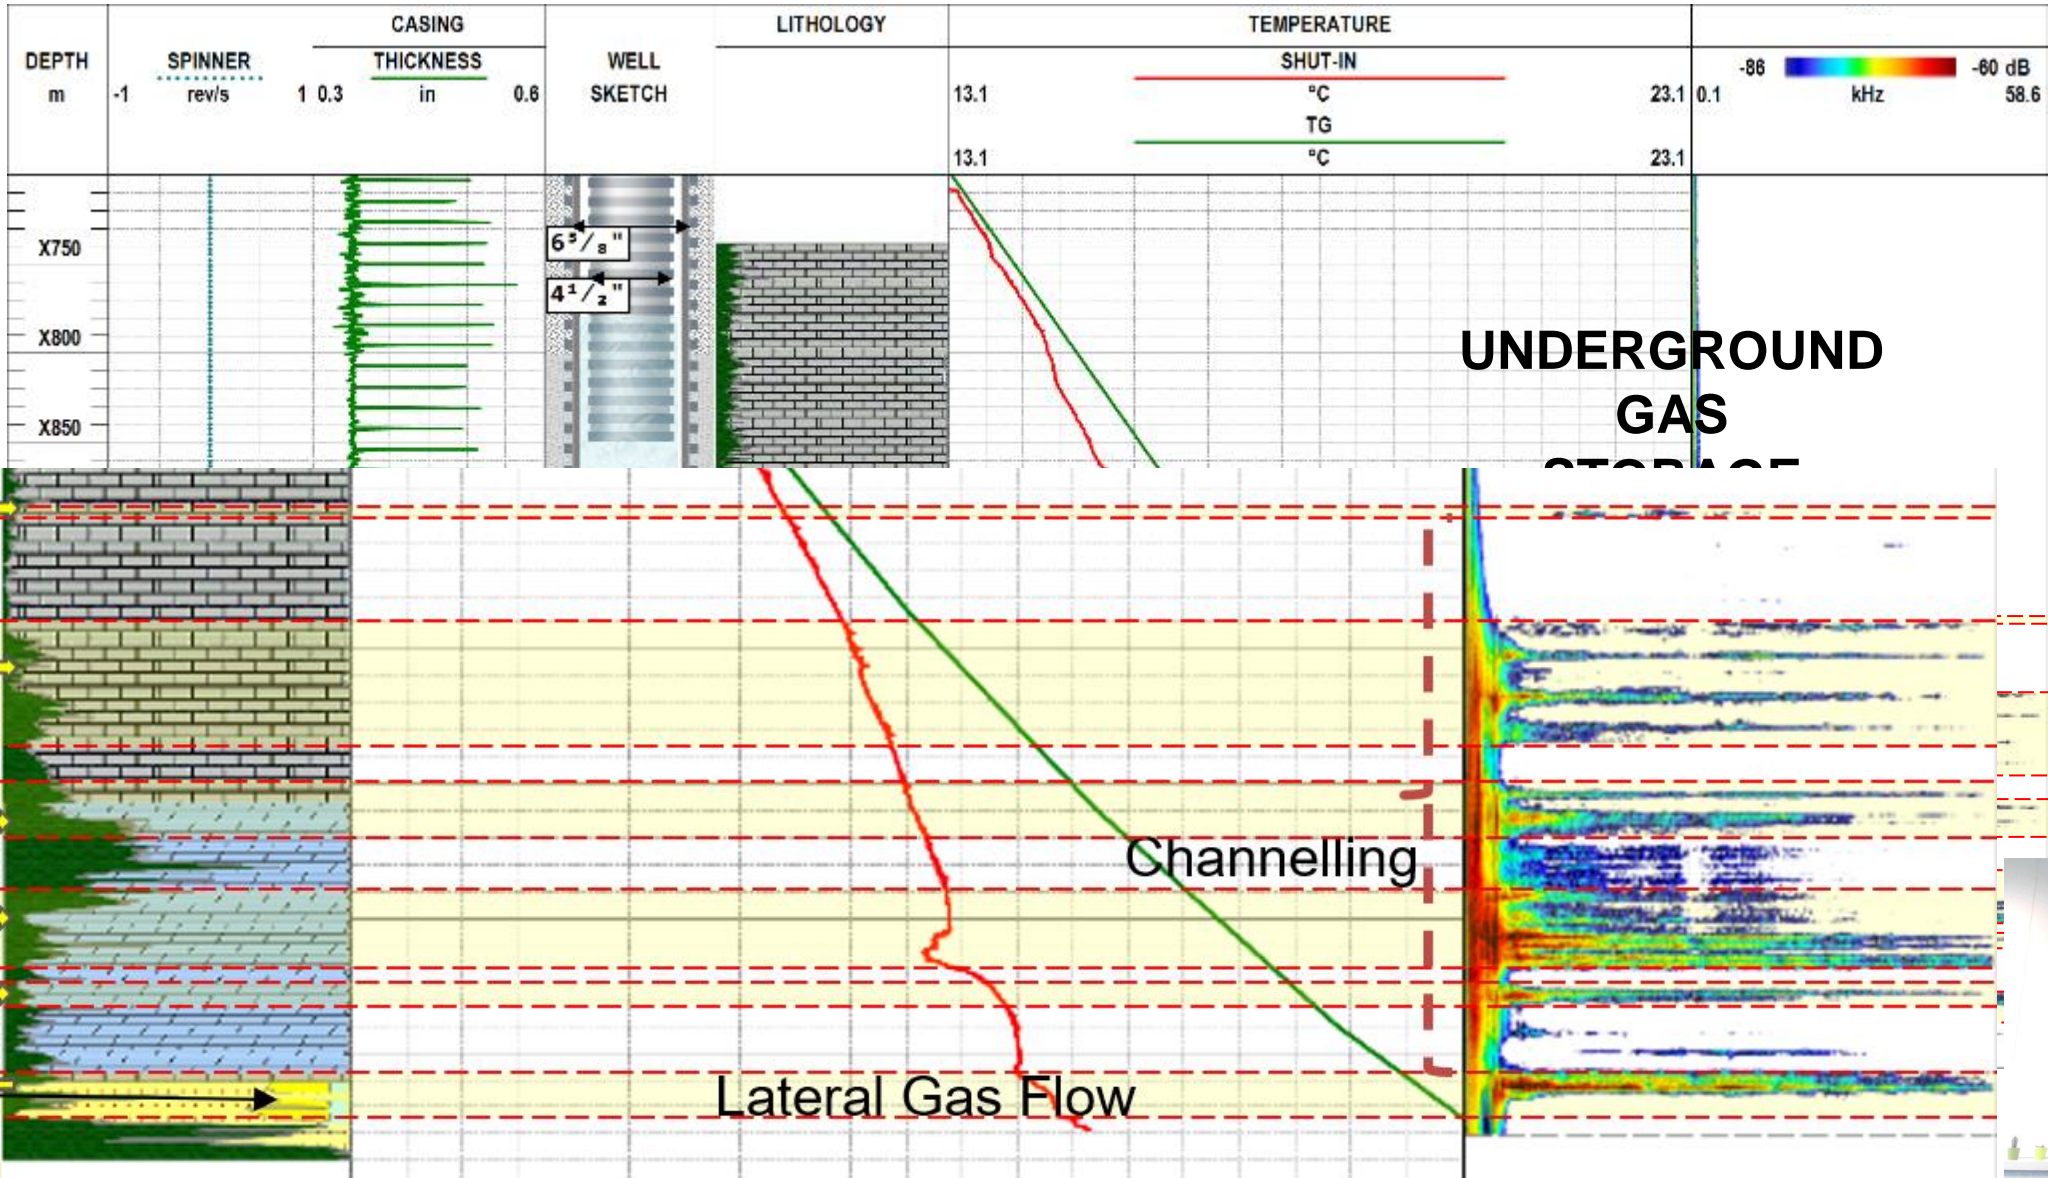 CASING
LITHOLOGY
TEMPERATURE
DEPTH
SPINNER
THICKNESS
WELL
SHUT-IN
-86
-60 dB
m
-1
rev/s
1
0.3
in
0.6
SKETCH
13.1
°C
23.1
0.1
kHz
58.6
TG
13.1
°C
23.1
X750
6⁵/₈"
4¹/₂"
X800
X850
UNDERGROUND
GAS
STORAGE
Channelling
Lateral Gas Flow